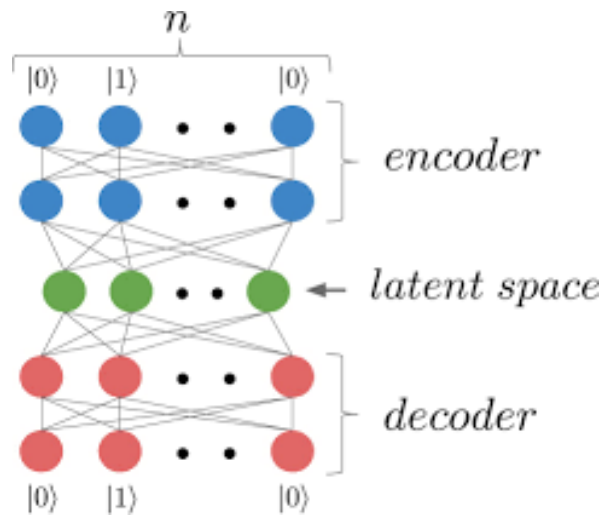 n
|0⟩ |1⟩ |0⟩
encoder
latent space
decoder
|0⟩ |1⟩ |0⟩